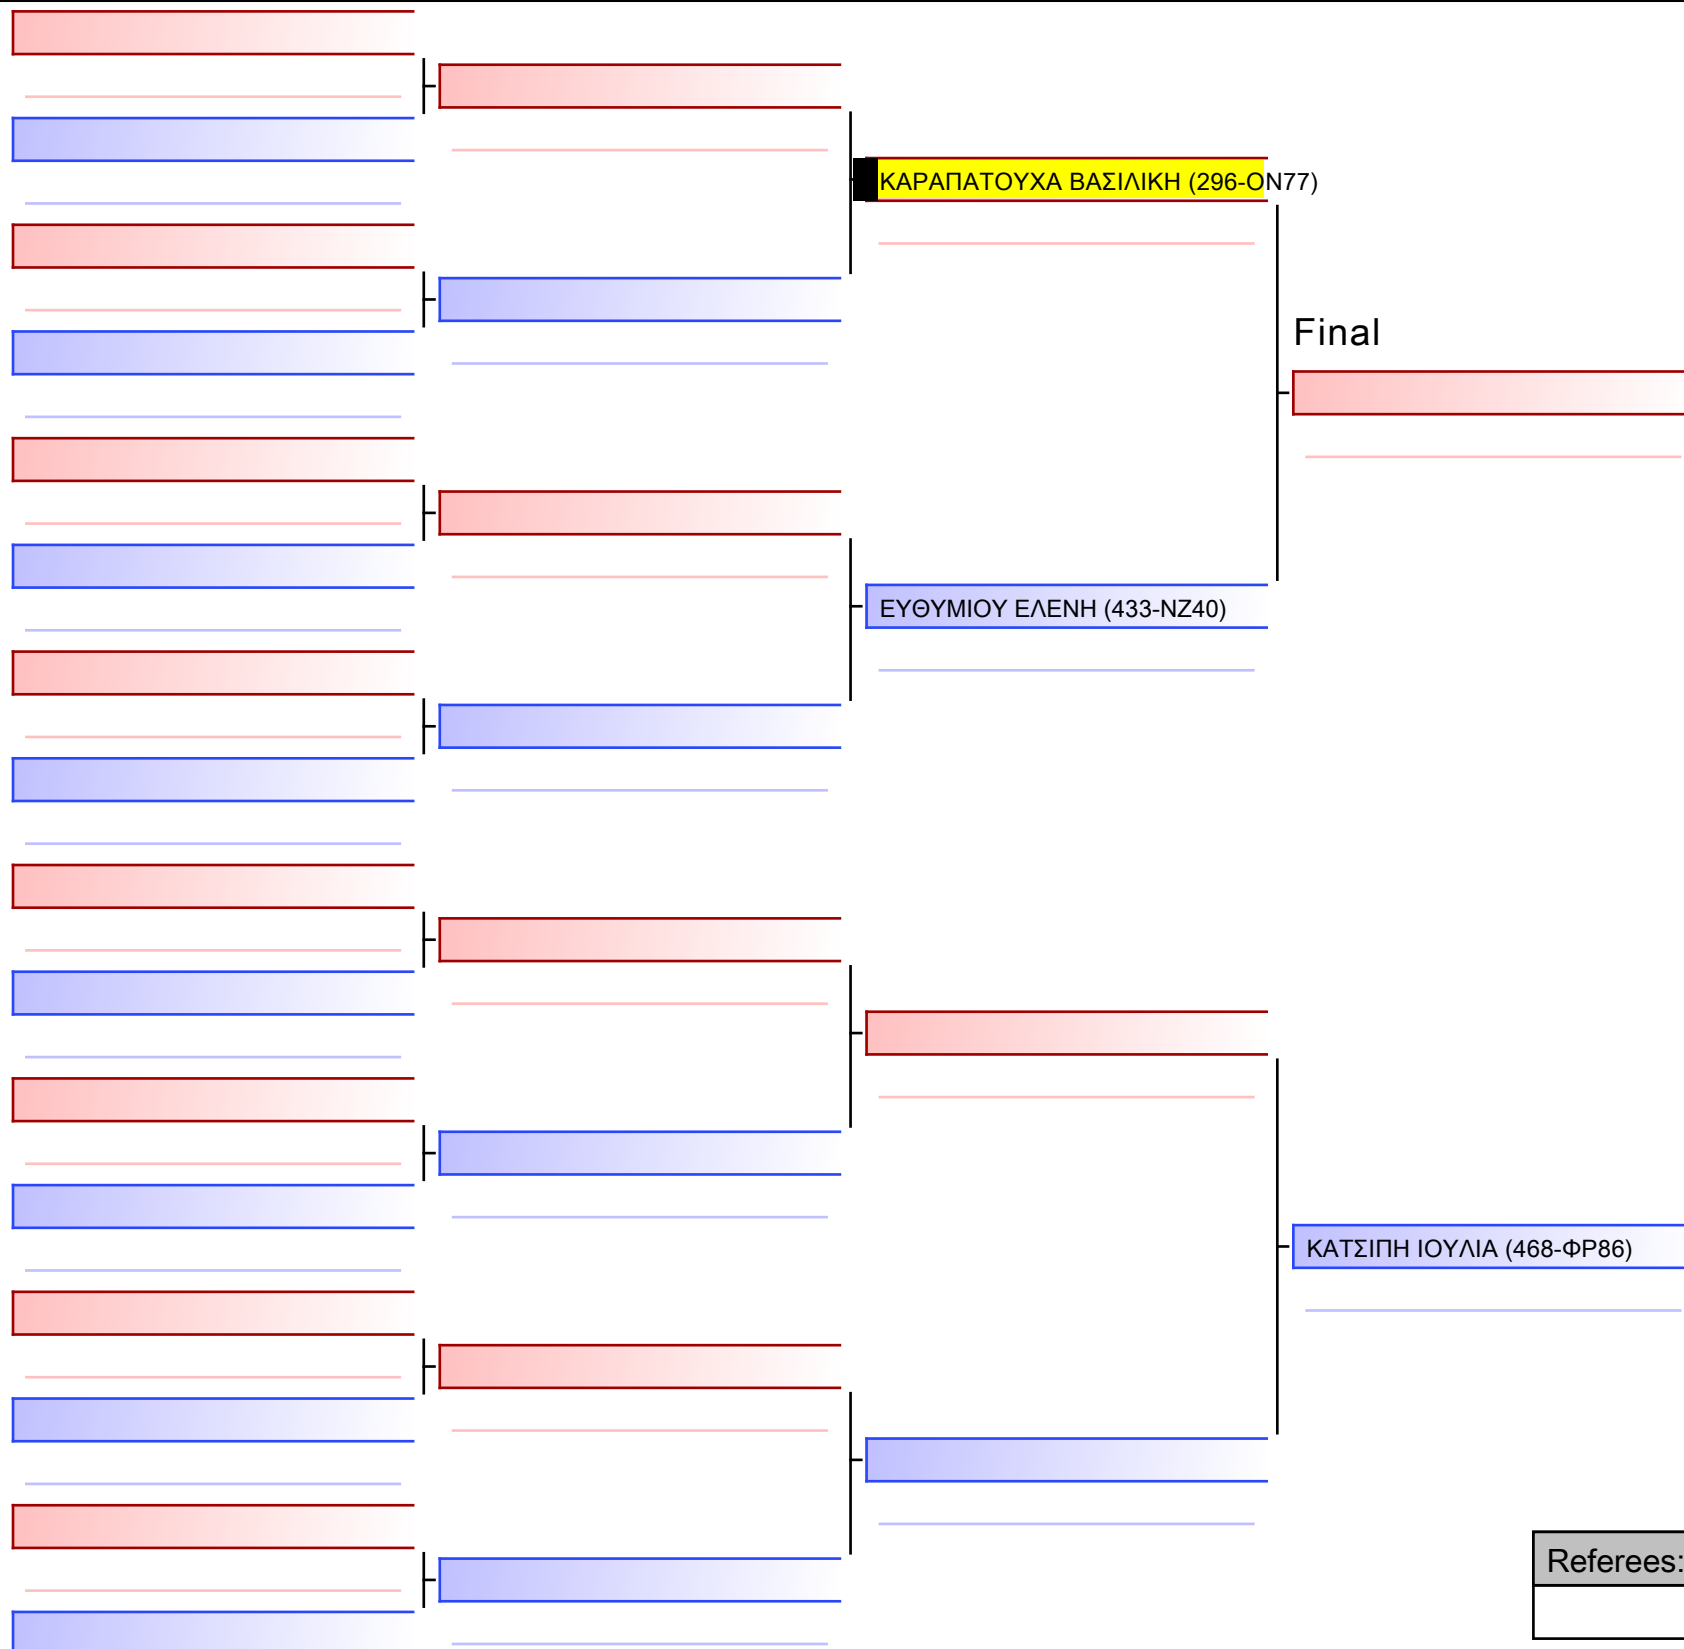 ΚΑΡΑΠΑΤΟΥΧΑ ΒΑΣΙΛΙΚΗ (296-ΟΝ77)
Final
ΕΥΘΥΜΙΟΥ ΕΛΕΝΗ (433-ΝΖ40)
ΚΑΤΣΙΠΗ ΙΟΥΛΙΑ (468-ΦΡ86)
Referees: